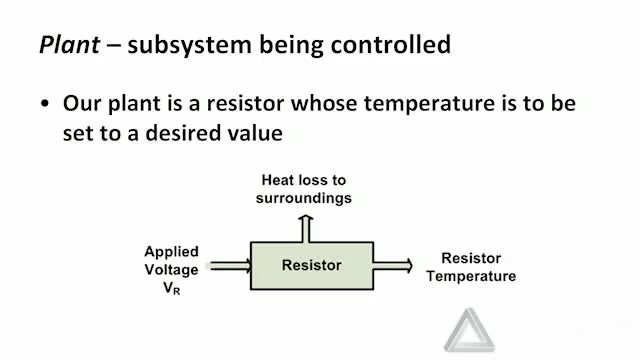 Plant – subsystem being controlled
• Our plant is a resistor whose temperature is to be
set to a desired value
Heat loss to
surroundings
Applied
Voltage
VR
Resistor
Resistor
Temperature